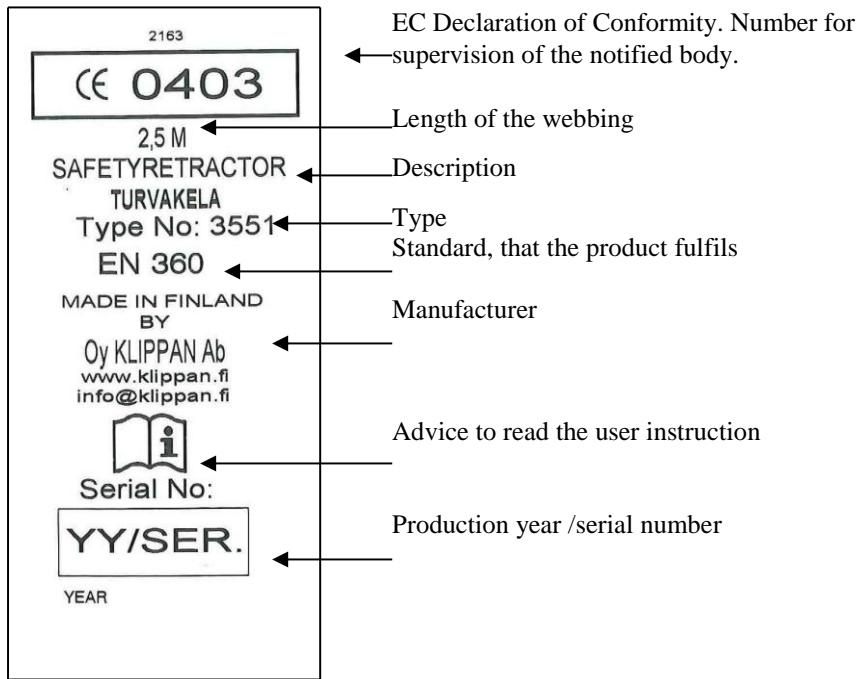 2163
CE 0403
2,5 M
SAFETYRETRACTOR
TURVAKELA
Type No: 3551
EN 360
MADE IN FINLAND
BY
Oy KLIPPAN Ab
www.klippan.fi
info@klippan.fi
i
Serial No:
YY/SER.
YEAR
EC Declaration of Conformity. Number for
supervision of the notified body.
Length of the webbing
Description
Type
Standard, that the product fulfils
Manufacturer
Advice to read the user instruction
Production year /serial number